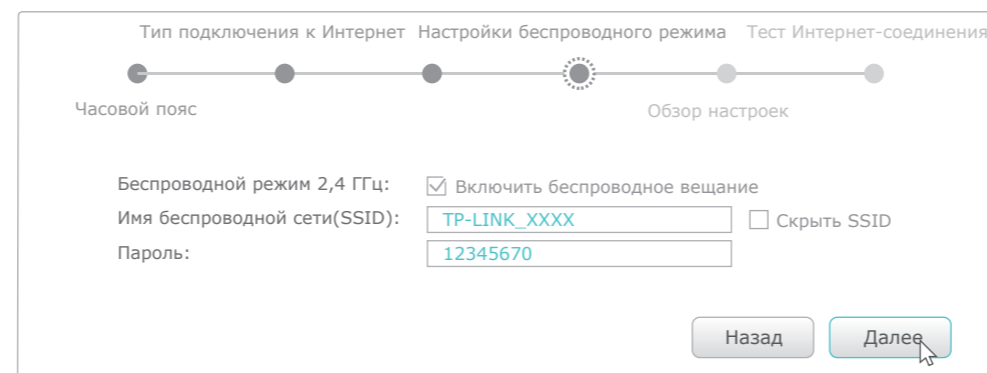 Тип подключения к Интернет Настройки беспроводного режима Тест Интернет-соединения
Часовой пояс Обзор настроек
Беспроводной режим 2,4 ГГц: Включить беспроводное вещание
Имя беспроводной сети(SSID): TP-LINK_XXXX Скрыть SSID
Пароль: 12345670
Назад Далее